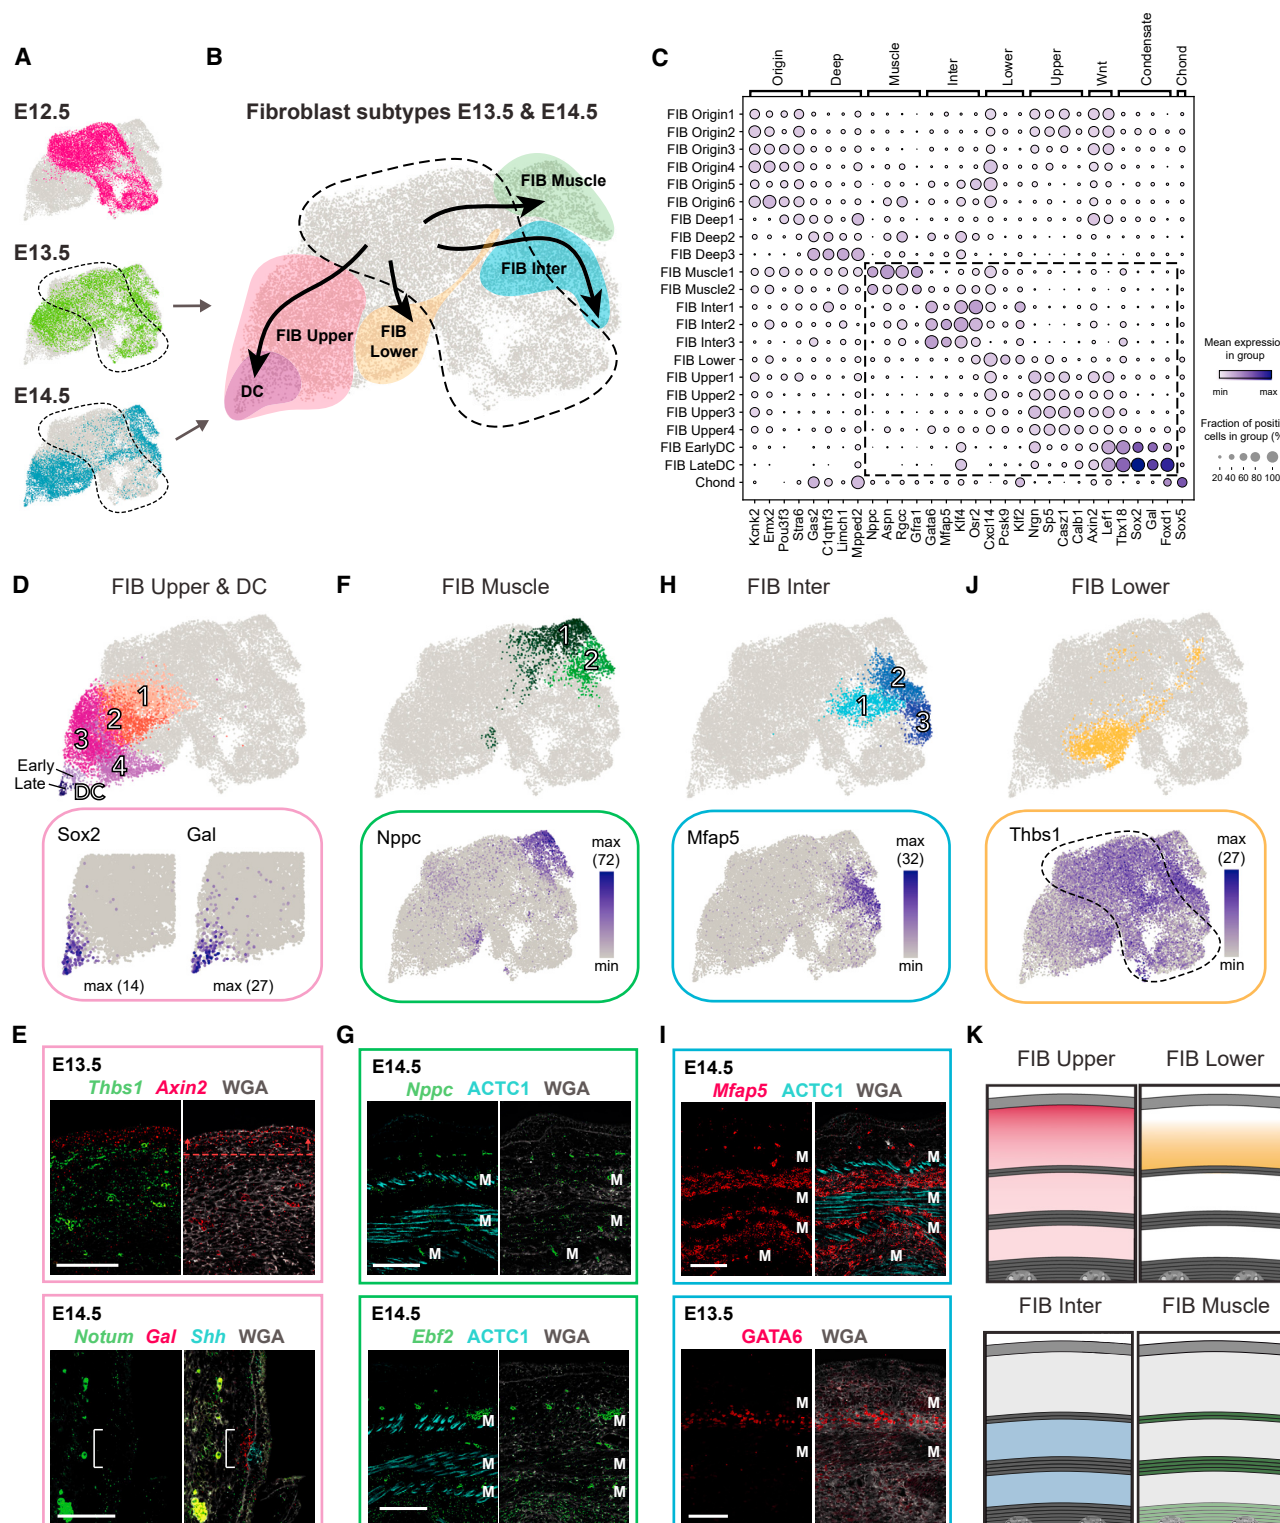 A
B
C
E12.5
E13.5
E14.5
Fibroblast subtypes E13.5 & E14.5
FIB Muscle
FIB Inter
FIB Upper
FIB Lower
DC
Origin
Deep
Muscle
Inter
Lower
Upper
Wnt
Condensate
Chond
FIB Origin1
FIB Origin2
FIB Origin3
FIB Origin4
FIB Origin5
FIB Origin6
FIB Deep1
FIB Deep2
FIB Deep3
FIB Muscle1
FIB Muscle2
FIB Inter1
FIB Inter2
FIB Inter3
FIB Lower
FIB Upper1
FIB Upper2
FIB Upper3
FIB Upper4
FIB EarlyDC
FIB LateDC
Chond
Kcnk2
Emx2
Pou3f3
Stra6
Gas2
C1qtnf3
Limch1
Mpped2
Nppc
Aspn
Rgcc
Gfra1
Gata6
Mfap5
Klf4
Osr2
Cxcl14
Pcsk9
Klf2
Nrgn
Sp5
Casz1
Calb1
Axin2
Lef1
Tbx18
Sox2
Gal
Foxd1
Sox5
Mean expressio
in group
min max
Fraction of positi
cells in group (%
20 40 60 80 100
D
FIB Upper & DC
1
2
3
4
Early
Late
DC
Sox2
Gal
max (14)
max (27)
F
FIB Muscle
1
2
Nppc
max
(72)
min
H
FIB Inter
1
2
3
Mfap5
max
(32)
min
J
FIB Lower
Thbs1
max
(27)
min
E
E13.5
Thbs1 Axin2 WGA
E14.5
Notum Gal Shh WGA
G
E14.5
Nppc ACTC1 WGA
M
M
M
M
M
M
E14.5
Ebf2 ACTC1 WGA
M
M
M
M
M
M
I
E14.5
Mfap5 ACTC1 WGA
M
M
M
M
M
M
E13.5
GATA6 WGA
M
M
M
M
K
FIB Upper
FIB Lower
FIB Inter
FIB Muscle